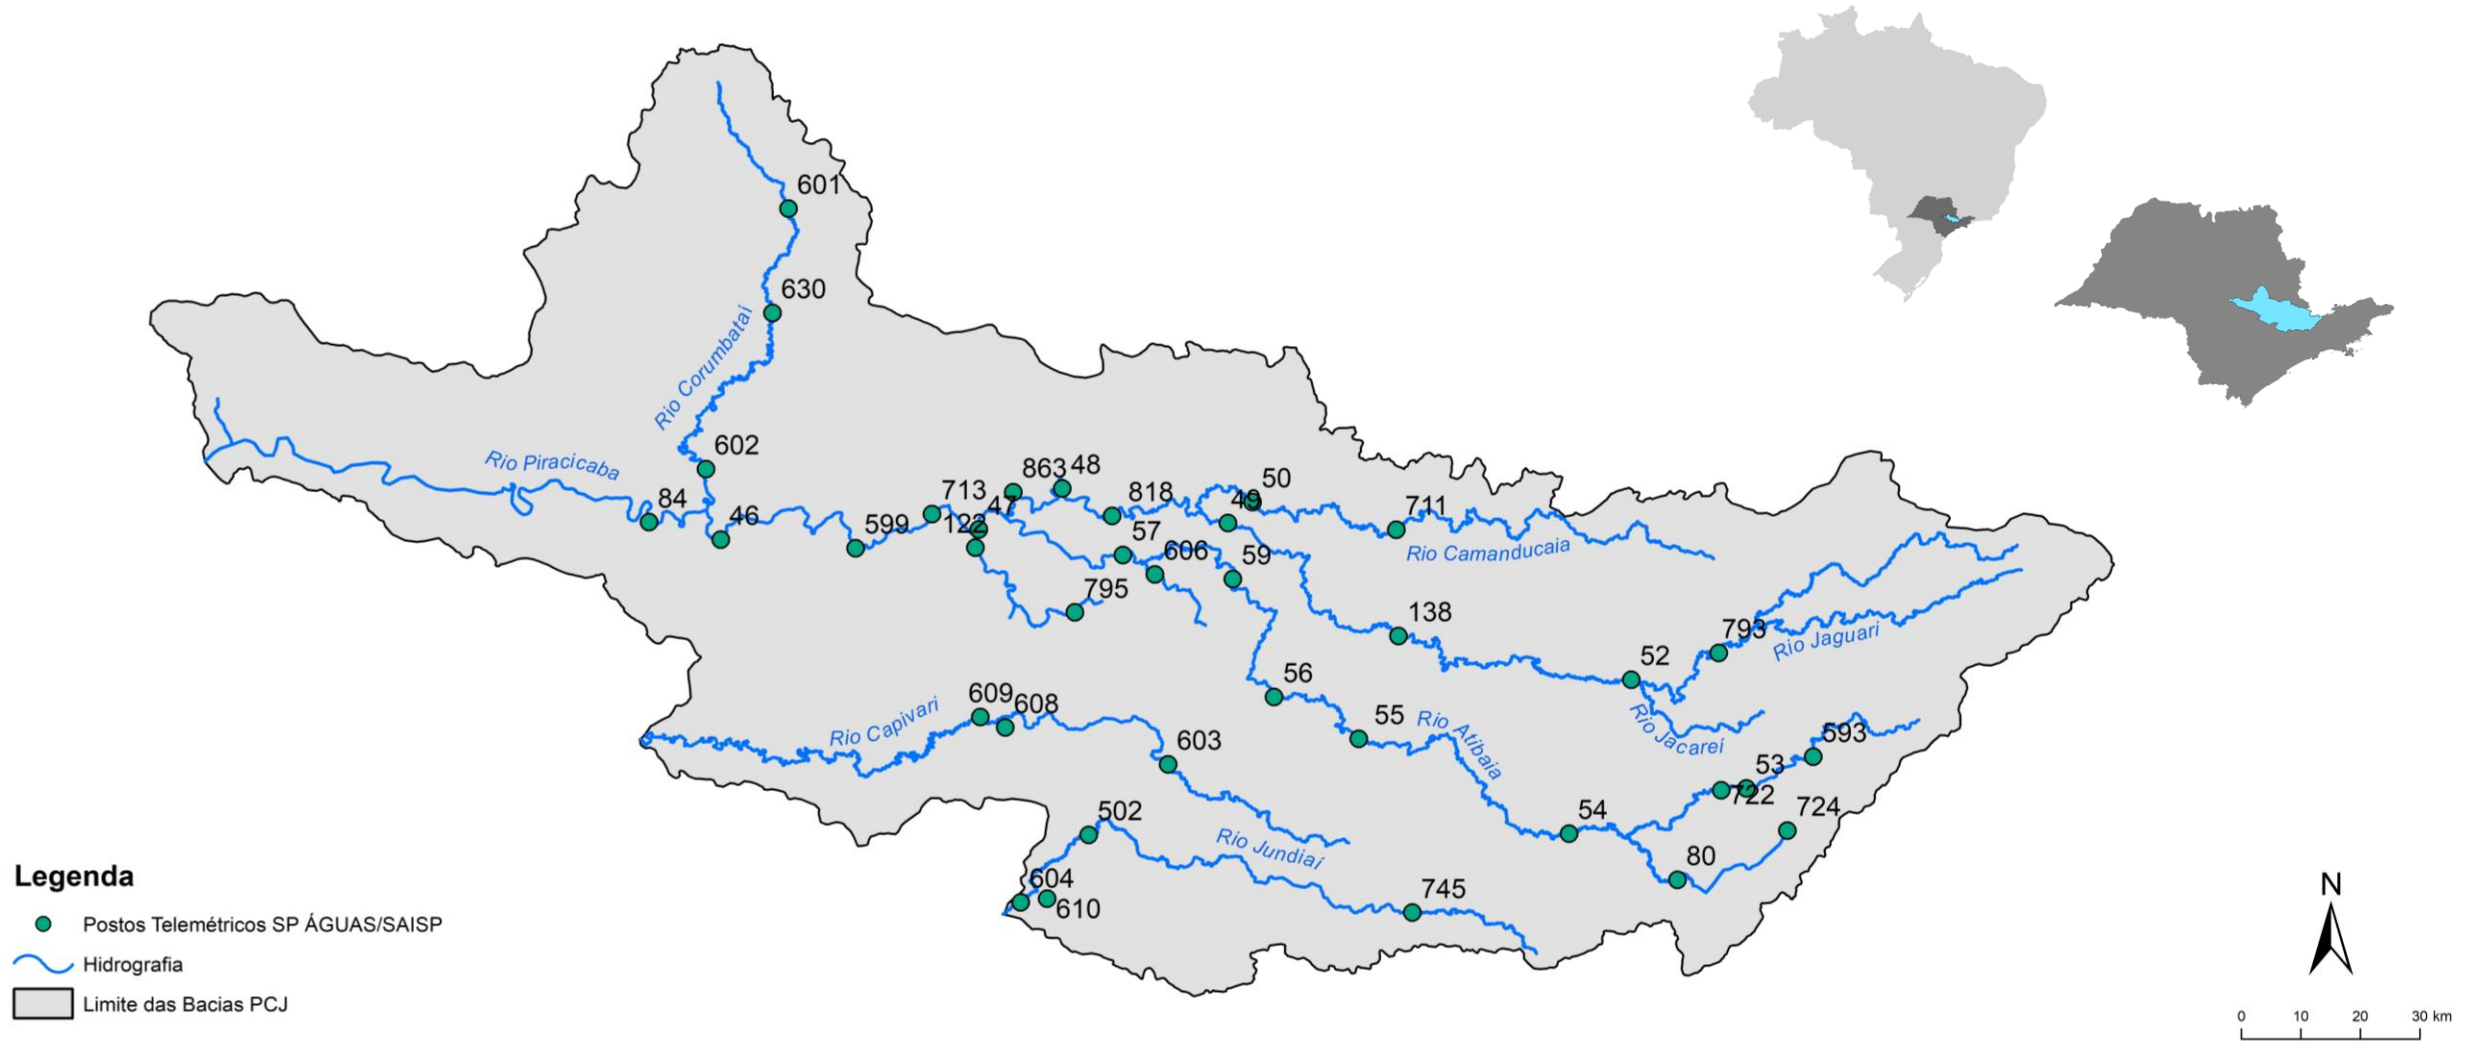 601
630
Rio Corumbataí
602
Rio Piracicaba
84
46
599
713
122
47
863
48
818
57
606
49
50
59
711
Rio Camanducaia
795
138
52
793
Rio Jaguari
Rio Jacareí
56
55
Rio Atibaia
609
608
Rio Capivari
603
593
53
722
724
54
80
502
Rio Jundiaí
604
610
745
Legenda
Postos Telemétricos SP ÁGUAS/SAISP
Hidrografia
Limite das Bacias PCJ
N
0 10 20 30 km